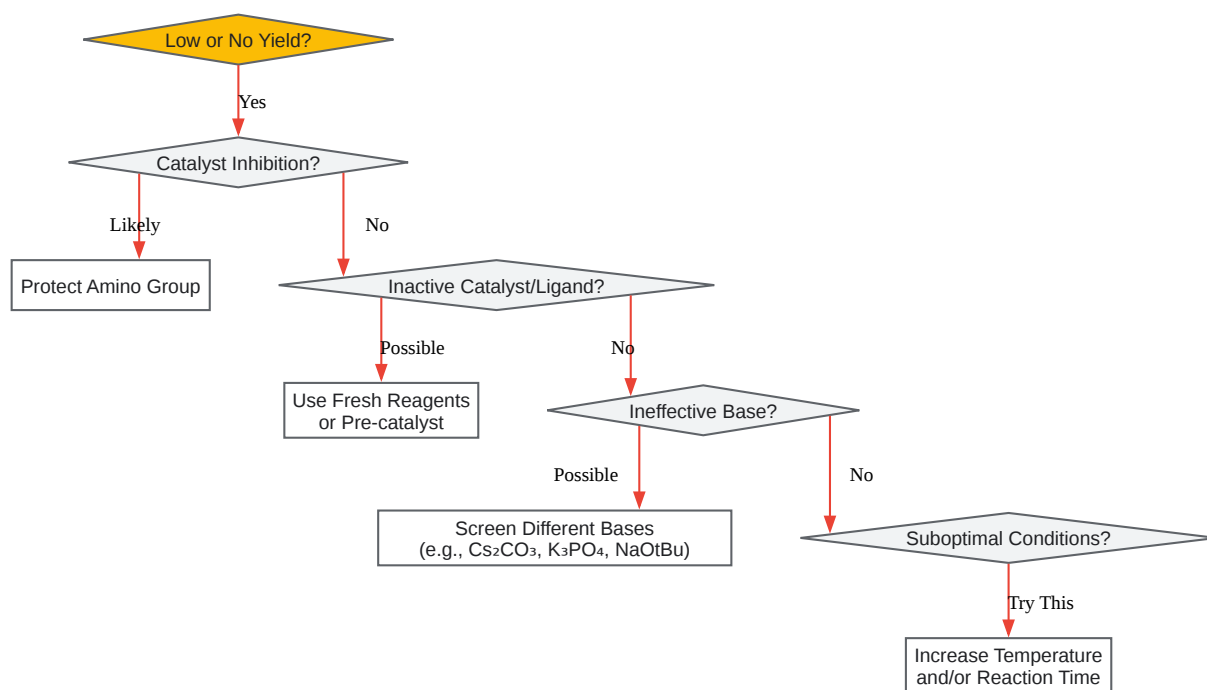 Low or No Yield?
Yes
Catalyst Inhibition?
Likely
No
Protect Amino Group
Inactive Catalyst/Ligand?
Possible
No
Use Fresh Reagents
or Pre-catalyst
Ineffective Base?
Possible
No
Screen Different Bases
(e.g., Cs₂CO₃, K₃PO₄, NaOtBu)
Suboptimal Conditions?
Try This
Increase Temperature
and/or Reaction Time